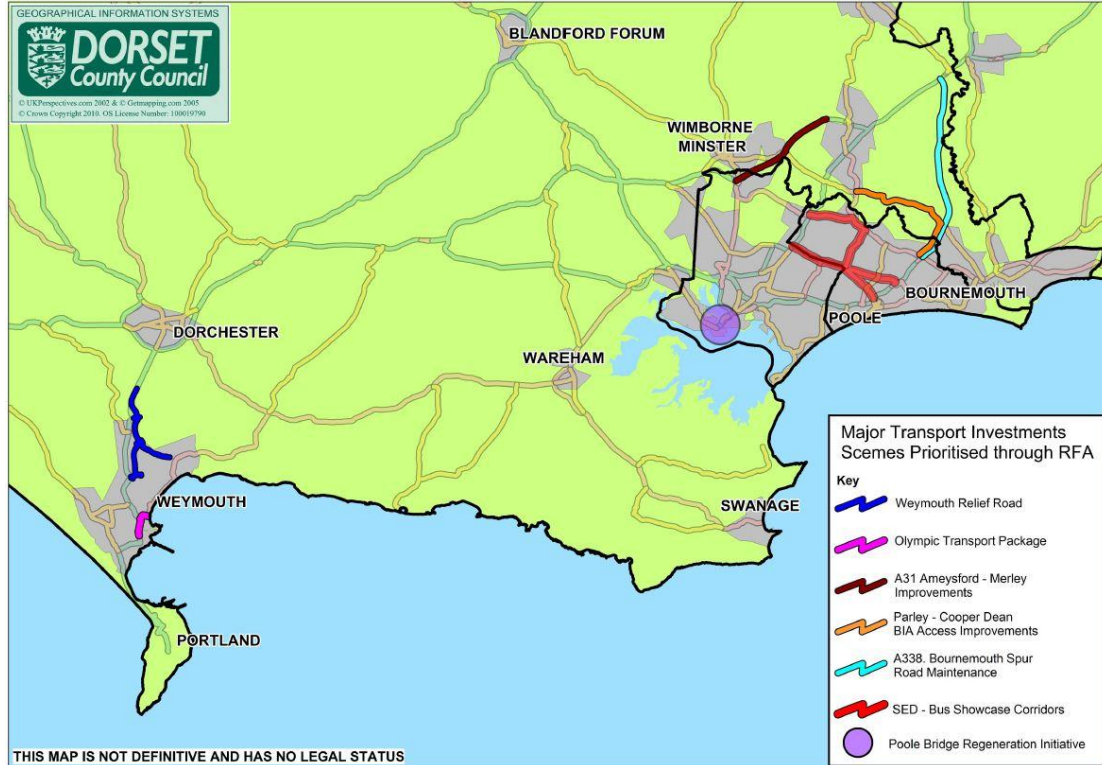 GEOGRAPHICAL INFORMATION SYSTEMS
DORSET
County Council
© UKPerspectives.com 2002 & © Getmapping.com 2005
© Crown Copyright 2010. OS License Number: 100019790
BLANDFORD FORUM
WIMBORNE
MINSTER
BOURNEMOUTH
POOLE
DORCHESTER
WAREHAM
WEYMOUTH
SWANAGE
PORTLAND
Major Transport Investments
Schemes Prioritised through RFA
Key
Weymouth Relief Road
Olympic Transport Package
A31 Ameysford - Merley
Improvements
Parley - Cooper Dean
BIA Access Improvements
A338. Bournemouth Spur
Road Maintenance
SED - Bus Showcase Corridors
Poole Bridge Regeneration Initiative
THIS MAP IS NOT DEFINITIVE AND HAS NO LEGAL STATUS